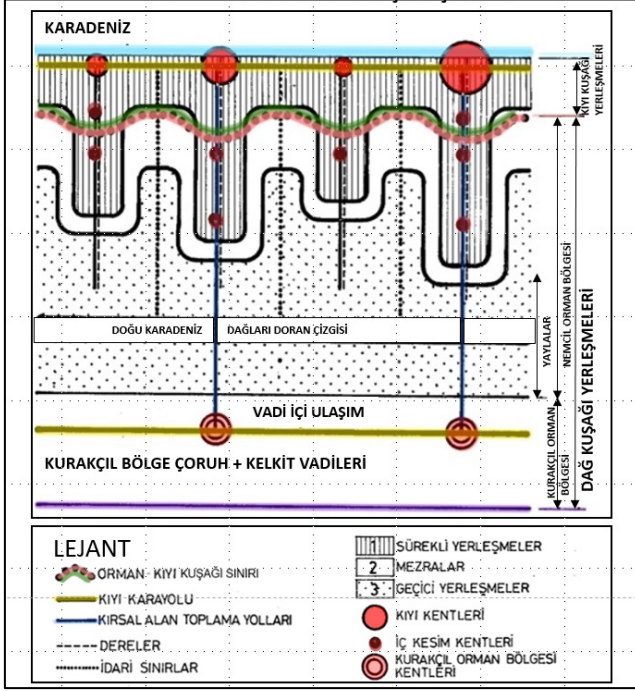 KARADENİZ
KIYI KUŞAĞI
YERLEŞMELERİ
DOĞU KARADENİZ
DAĞLARI DORAN ÇİZGİSİ
YAYLALAR
NEMCİL ORMAN BÖLGESİ
DAĞ KUŞAĞI YERLEŞMELERİ
VADİ İÇİ ULAŞIM
KURAKÇIL BÖLGE ÇORUH + KELKİT VADİLERİ
KURAKÇIL ORMAN
BÖLGESİ
LEJANT
ORMAN KIYI KUŞAĞI SINIRI
KIYI KARAYOLU
KIRSAL ALAN TOPLAMA YOLLARI
DERELER
İDARİ SINIRLAR
1 SÜREKLİ YERLEŞMELER
2 MEZRALAR
3 GEÇİCİ YERLEŞMELER
KIYI KENTLERİ
İÇ KESİM KENTLERİ
KURAKÇIL ORMAN BÖLGESİ
KENTLERİ